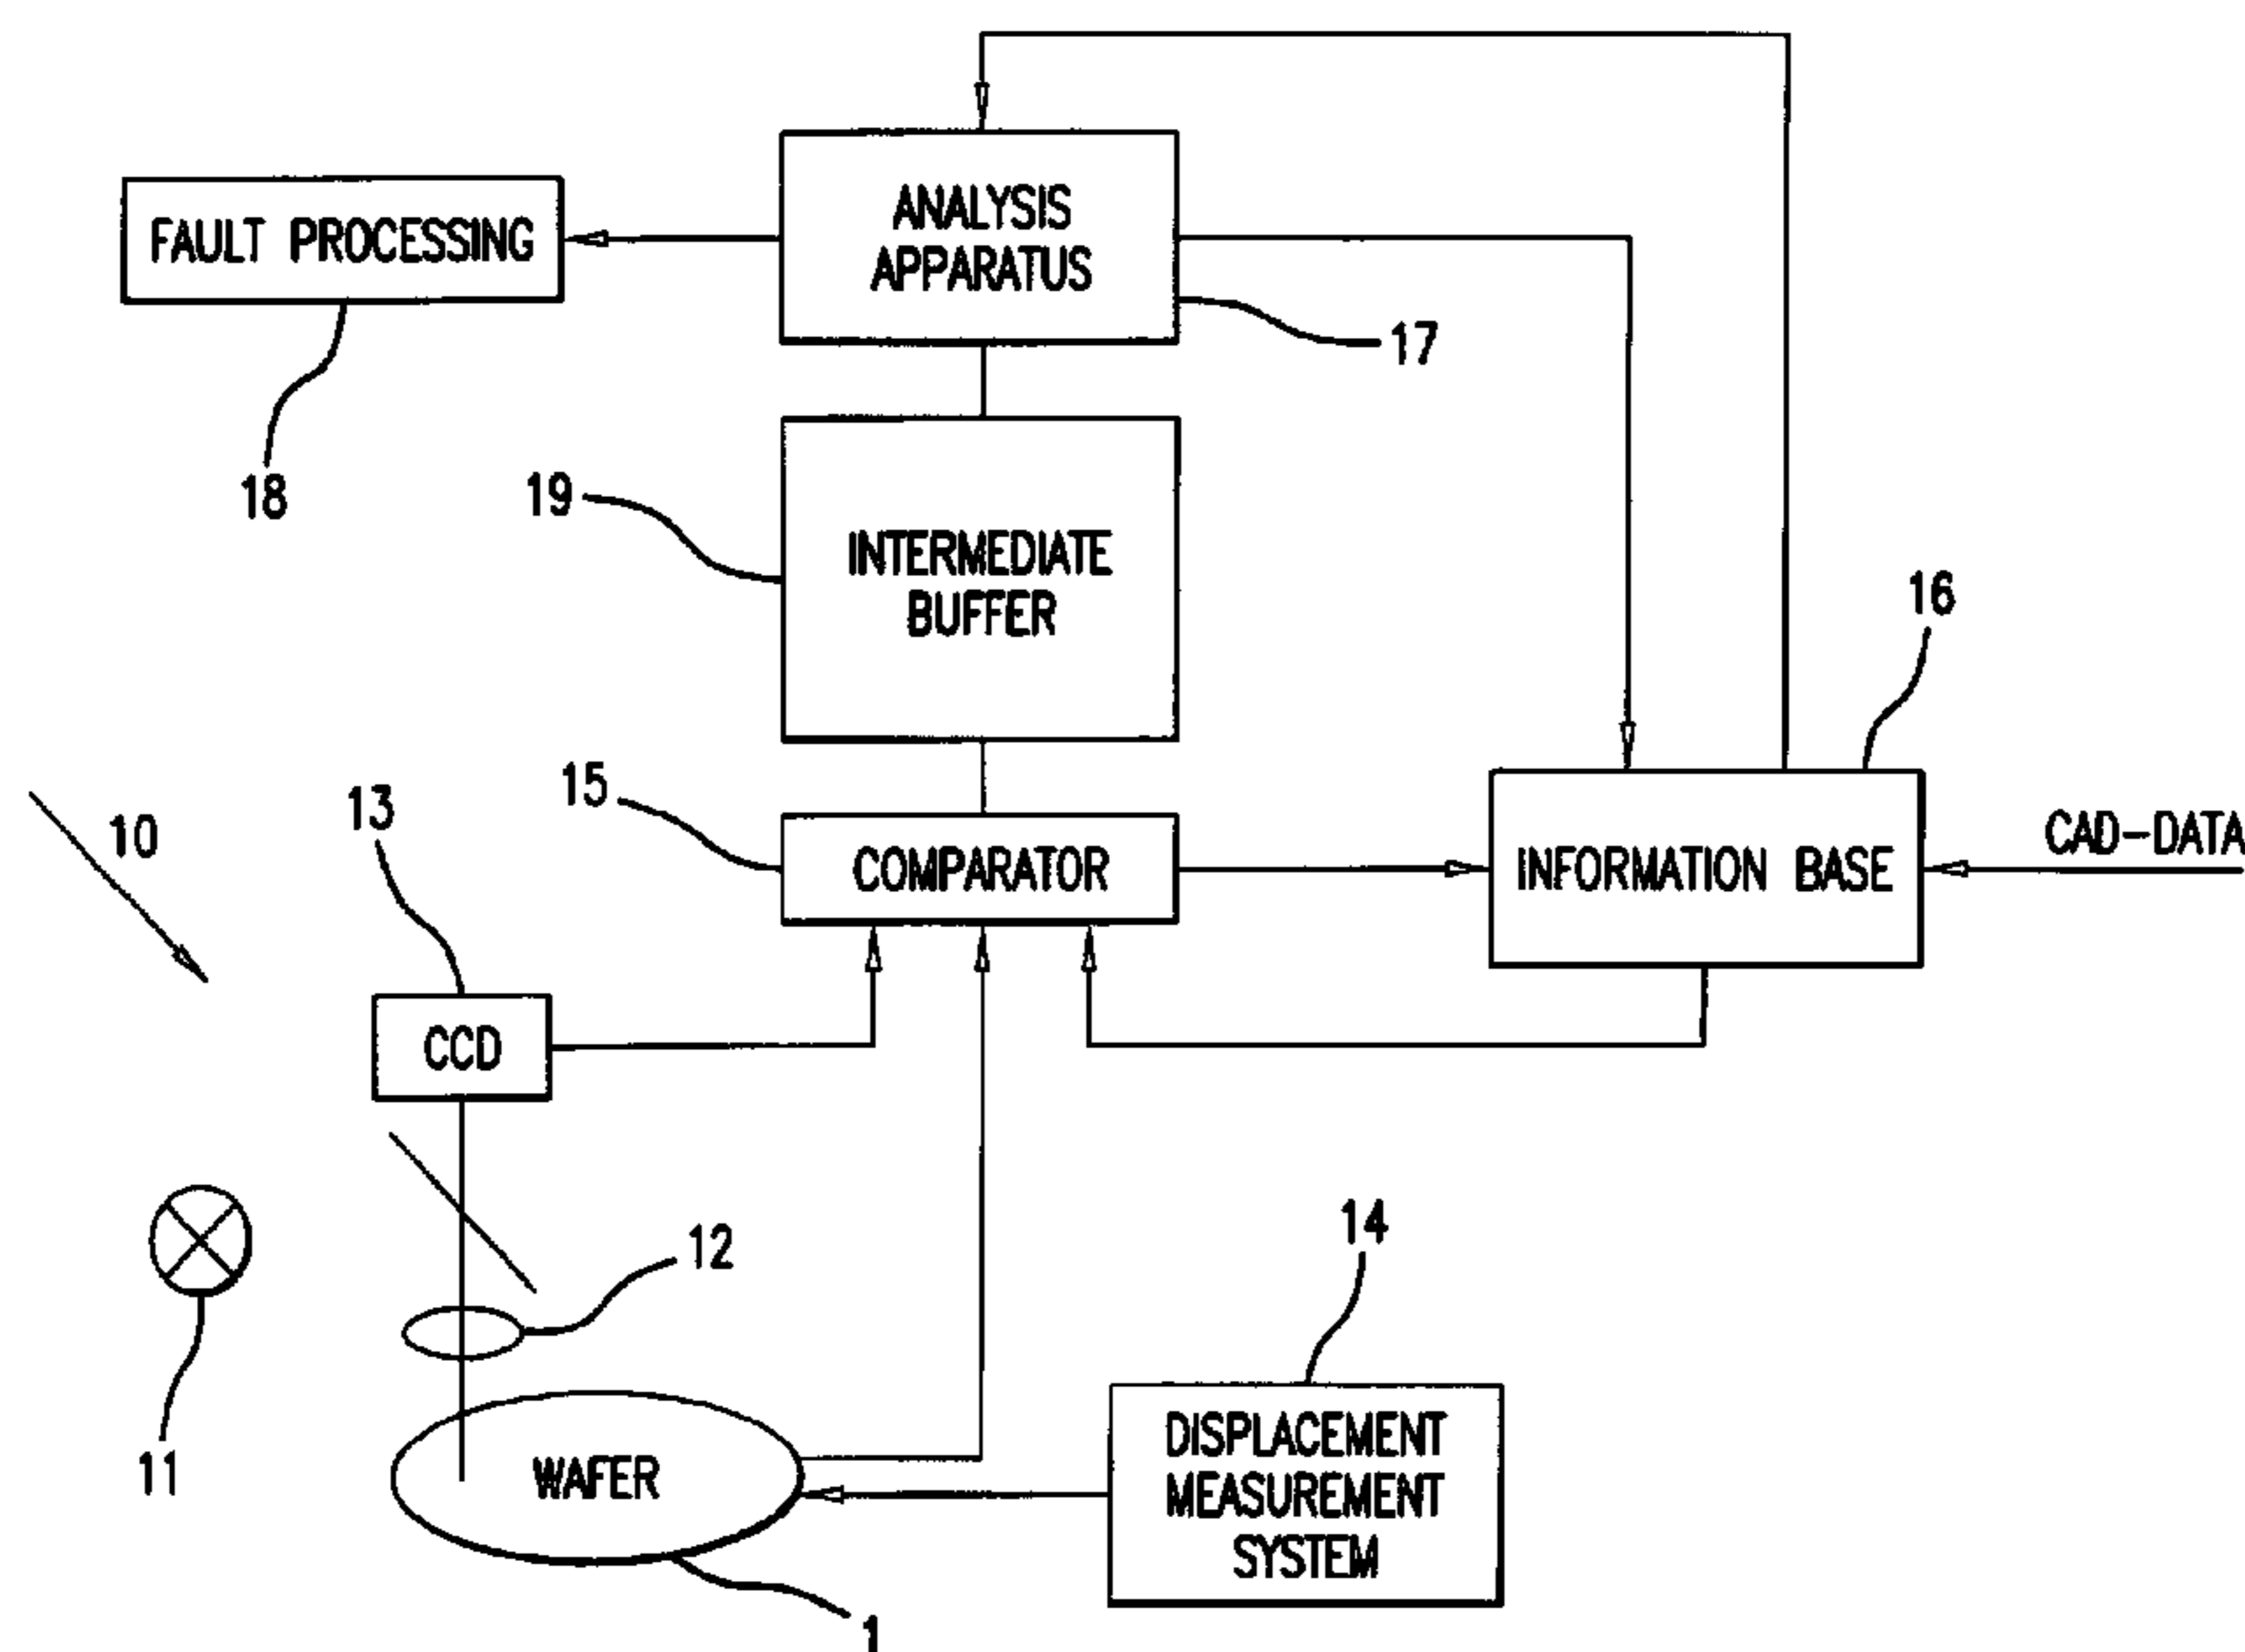 ANALYSIS
APPARATUS
FAULT PROCESSING
17
18
19
INTERMEDIATE
BUFFER
16
15
13
10
COMPARATOR
INFORMATION BASE
CAD-DATA
CCD
12
14
11
WAFER
DISPLACEMENT
MEASUREMENT
SYSTEM
1